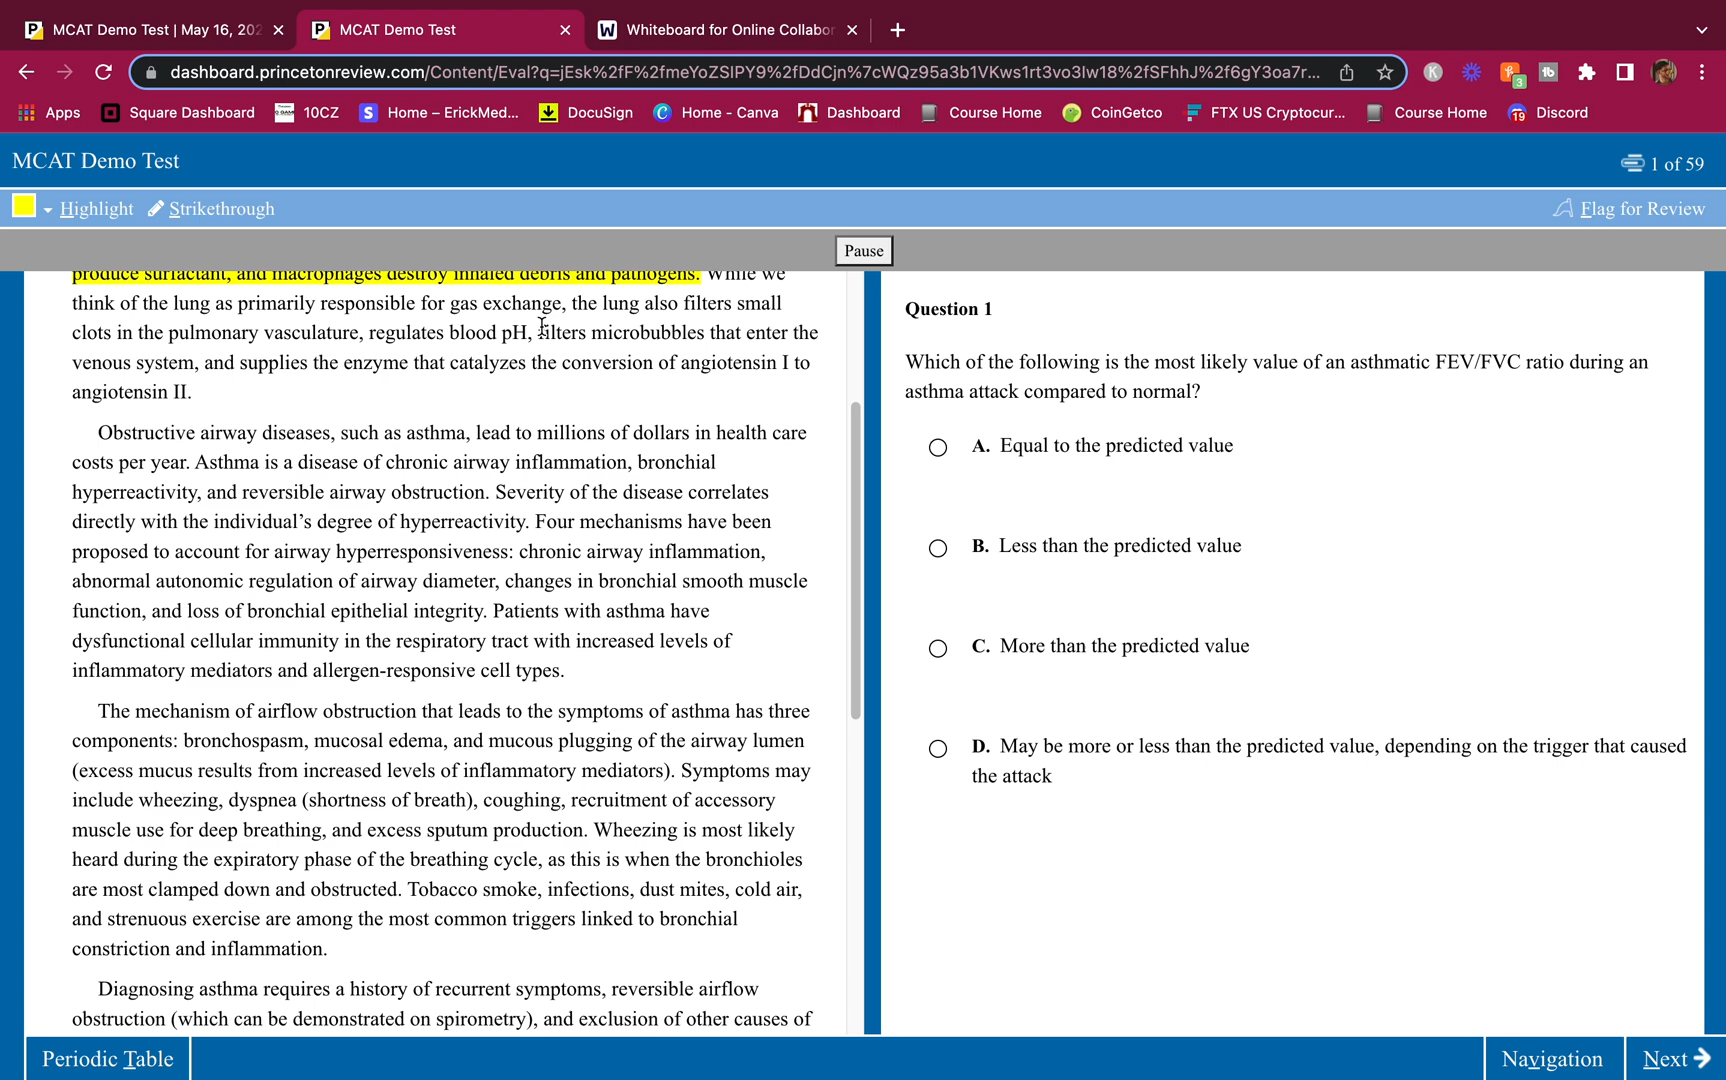 MCAT Demo Test | May 16, 202
MCAT Demo Test
Whiteboard for Online Collabor
dashboard.princetonreview.com/Content/Eval?q=jEsk%2fF%2fmeYoZSIPY9%2fDdCjn%7cWQz95a3b1VKws1rt3vo3lw18%2fSFhhJ%2f6gY3oa7r...
Apps
Square Dashboard
10CZ
Home – ErickMed...
DocuSign
Home - Canva
Dashboard
Course Home
CoinGetco
FTX US Cryptocur...
Course Home
19
Discord
MCAT Demo Test
1 of 59
Highlight
Strikethrough
Flag for Review
Pause
produce surfactant, and macrophages destroy inhaled debris and pathogens. While we
think of the lung as primarily responsible for gas exchange, the lung also filters small
clots in the pulmonary vasculature, regulates blood pH, filters microbubbles that enter the
venous system, and supplies the enzyme that catalyzes the conversion of angiotensin I to
angiotensin II.
Obstructive airway diseases, such as asthma, lead to millions of dollars in health care
costs per year. Asthma is a disease of chronic airway inflammation, bronchial
hyperreactivity, and reversible airway obstruction. Severity of the disease correlates
directly with the individual’s degree of hyperreactivity. Four mechanisms have been
proposed to account for airway hyperresponsiveness: chronic airway inflammation,
abnormal autonomic regulation of airway diameter, changes in bronchial smooth muscle
function, and loss of bronchial epithelial integrity. Patients with asthma have
dysfunctional cellular immunity in the respiratory tract with increased levels of
inflammatory mediators and allergen-responsive cell types.
The mechanism of airflow obstruction that leads to the symptoms of asthma has three
components: bronchospasm, mucosal edema, and mucous plugging of the airway lumen
(excess mucus results from increased levels of inflammatory mediators). Symptoms may
include wheezing, dyspnea (shortness of breath), coughing, recruitment of accessory
muscle use for deep breathing, and excess sputum production. Wheezing is most likely
heard during the expiratory phase of the breathing cycle, as this is when the bronchioles
are most clamped down and obstructed. Tobacco smoke, infections, dust mites, cold air,
and strenuous exercise are among the most common triggers linked to bronchial
constriction and inflammation.
Diagnosing asthma requires a history of recurrent symptoms, reversible airflow
obstruction (which can be demonstrated on spirometry), and exclusion of other causes of
Question 1
Which of the following is the most likely value of an asthmatic FEV/FVC ratio during an
asthma attack compared to normal?
A. Equal to the predicted value
B. Less than the predicted value
C. More than the predicted value
D. May be more or less than the predicted value, depending on the trigger that caused
the attack
Periodic Table
Navigation
Next